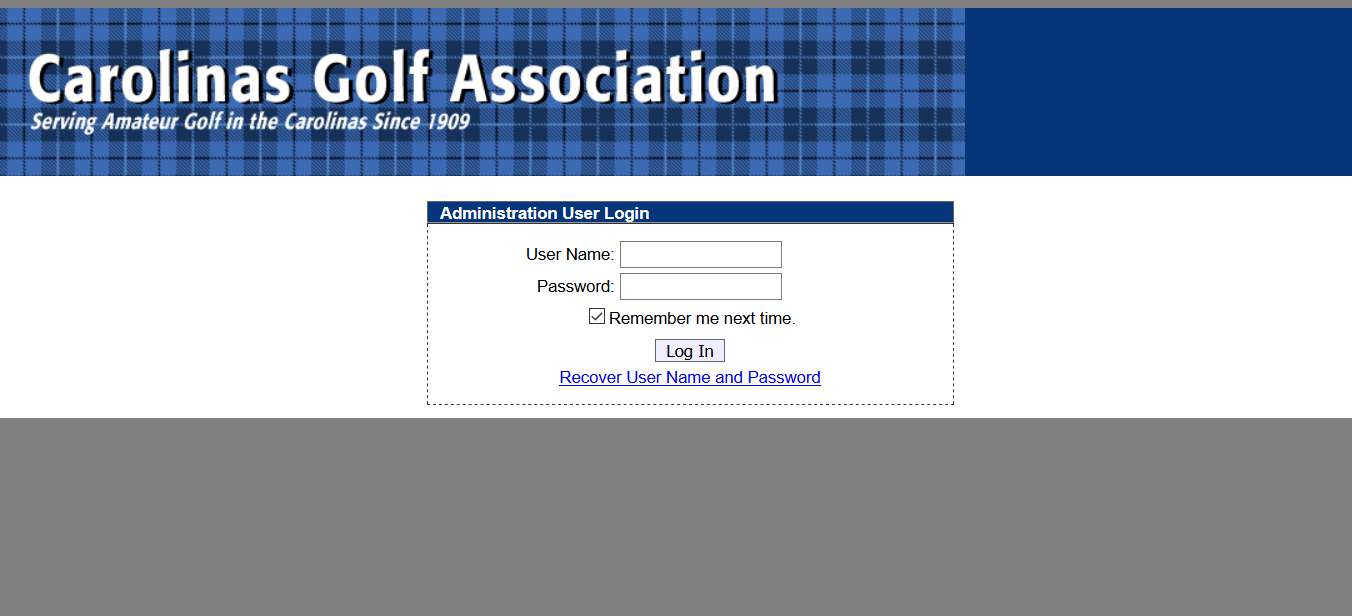 Carolinas Golf Association
Serving Amateur Golf in the Carolinas Since 1909
Administration User Login
User Name:
Password:
Remember me next time.
Log In
Recover User Name and Password